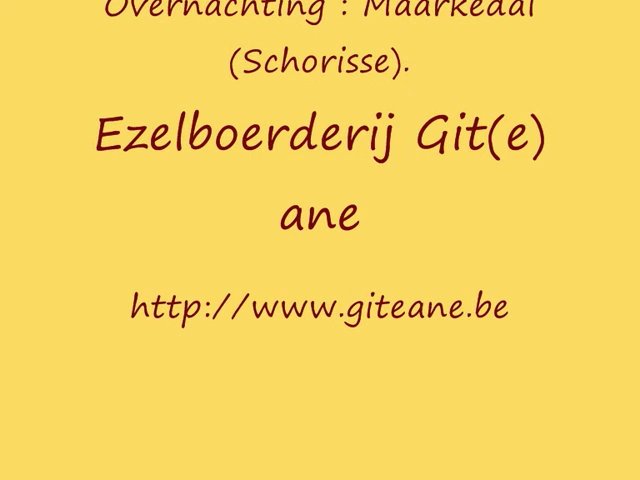 Overnachting : Maarkedal
(Schorisse).
Ezelboerderij Git(e)
ane
http://www.giteane.be